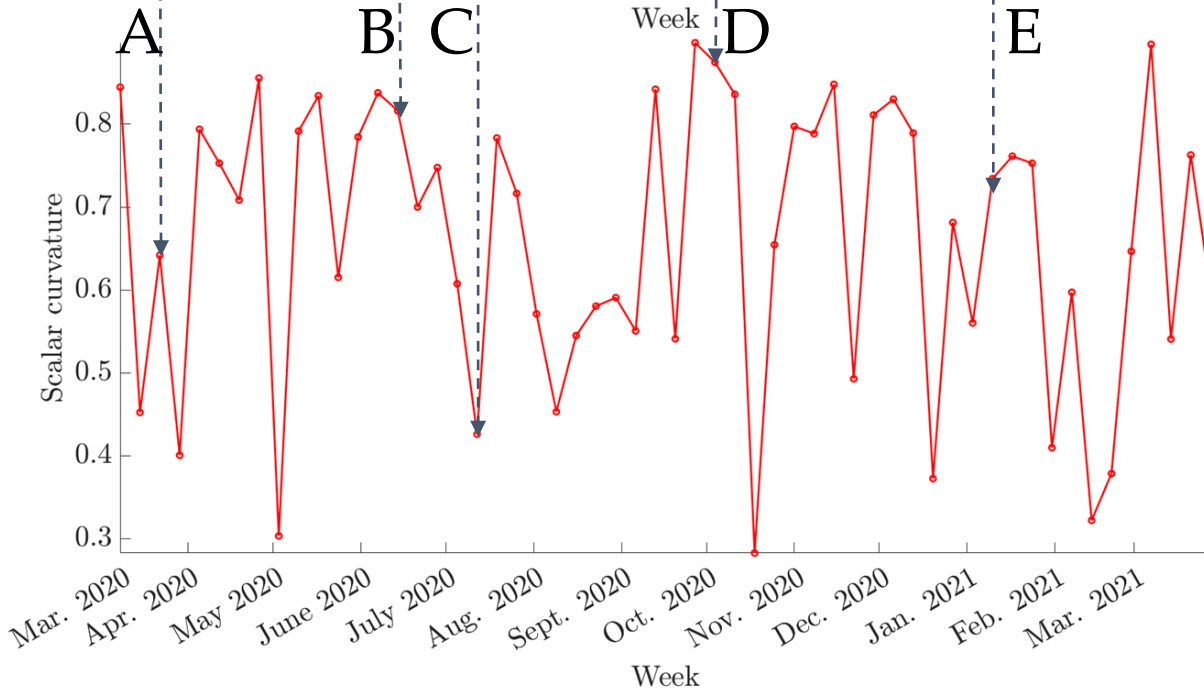 Week
A
B
C
D
E
Scalar curvature
0.8
0.7
0.6
0.5
0.4
0.3
Mar. 2020
Apr. 2020
May 2020
June 2020
July 2020
Aug. 2020
Sept. 2020
Oct. 2020
Nov. 2020
Dec. 2020
Jan. 2021
Feb. 2021
Mar. 2021
Week